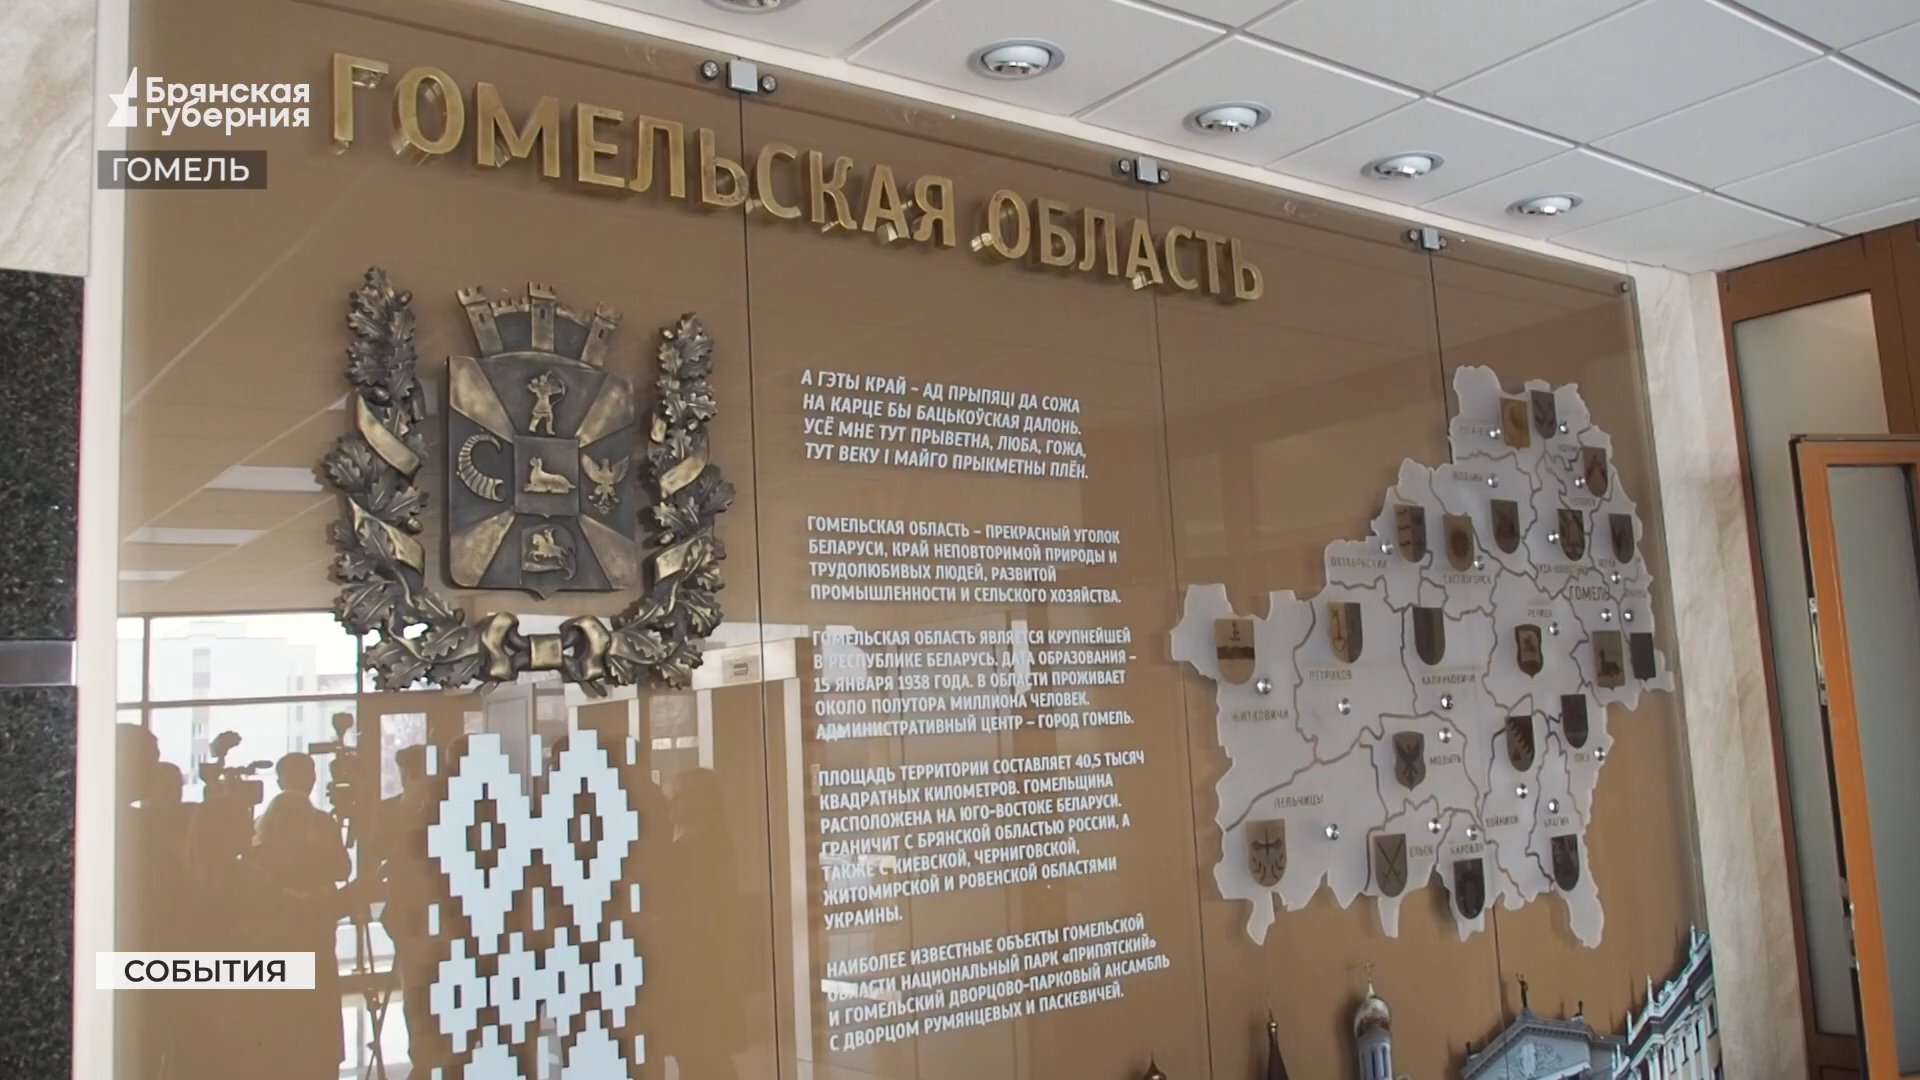 Брянская
губерния
ГОМЕЛЬ
ГОМЕЛЬСКАЯ ОБЛАСТЬ
А ГЭТЫ КРАЙ – АД ПРЫПЯЦІ ДА СОЖА
НА КАРЦЕ БЫ БАЦЬКОЎСКАЯ ДАЛОНЬ.
УСЁ МНЕ ТУТ ПРЫВЕТНА, ЛЮБА, ГОЖА,
ТУТ ВЕКУ І МАЙГО ПРЫКМЕТНЫ ПЛЁН.
ГОМЕЛЬСКАЯ ОБЛАСТЬ – ПРЕКРАСНЫЙ УГОЛОК
БЕЛАРУСИ, КРАЙ НЕПОВТОРИМОЙ ПРИРОДЫ И
ТРУДОЛЮБИВЫХ ЛЮДЕЙ, РАЗВИТОЙ
ПРОМЫШЛЕННОСТИ И СЕЛЬСКОГО ХОЗЯЙСТВА.
ГОМЕЛЬСКАЯ ОБЛАСТЬ ЯВЛЯЕТСЯ КРУПНЕЙШЕЙ
В РЕСПУБЛИКЕ БЕЛАРУСЬ. ДАТА ОБРАЗОВАНИЯ –
15 ЯНВАРЯ 1938 ГОДА. В ОБЛАСТИ ПРОЖИВАЕТ
ОКОЛО ПОЛУТОРА МИЛЛИОНА ЧЕЛОВЕК.
АДМИНИСТРАТИВНЫЙ ЦЕНТР – ГОРОД ГОМЕЛЬ.
ПЛОЩАДЬ ТЕРРИТОРИИ СОСТАВЛЯЕТ 40,5 ТЫСЯЧ
КВАДРАТНЫХ КИЛОМЕТРОВ. ГОМЕЛЬЩИНА
РАСПОЛОЖЕНА НА ЮГО-ВОСТОКЕ БЕЛАРУСИ.
ГРАНИЧИТ С БРЯНСКОЙ ОБЛАСТЬЮ РОССИИ, А
ТАКЖЕ С КИЕВСКОЙ, ЧЕРНИГОВСКОЙ,
ЖИТОМИРСКОЙ И РОВЕНСКОЙ ОБЛАСТЯМИ
УКРАИНЫ.
НАИБОЛЕЕ ИЗВЕСТНЫЕ ОБЪЕКТЫ ГОМЕЛЬСКОЙ
ОБЛАСТИ НАЦИОНАЛЬНЫЙ ПАРК «ПРИПЯТСКИЙ»
И ГОМЕЛЬСКИЙ ДВОРЦОВО-ПАРКОВЫЙ АНСАМБЛЬ
С ДВОРЦОМ РУМЯНЦЕВЫХ И ПАСКЕВИЧЕЙ.
ОКТЯБРЬСКИЙ
СВЕТЛОГОРСК
ГОМЕЛЬ
РЕЧИЦА
ПЕТРИКОВ
КАЛИНКОВИЧИ
ЖИТКОВИЧИ
МОЗЫРЬ
ЛЕЛЬЧИЦЫ
ХОЙНИКИ
БРАГИН
ЕЛЬСК
НАРОВЛЯ
СОБЫТИЯ